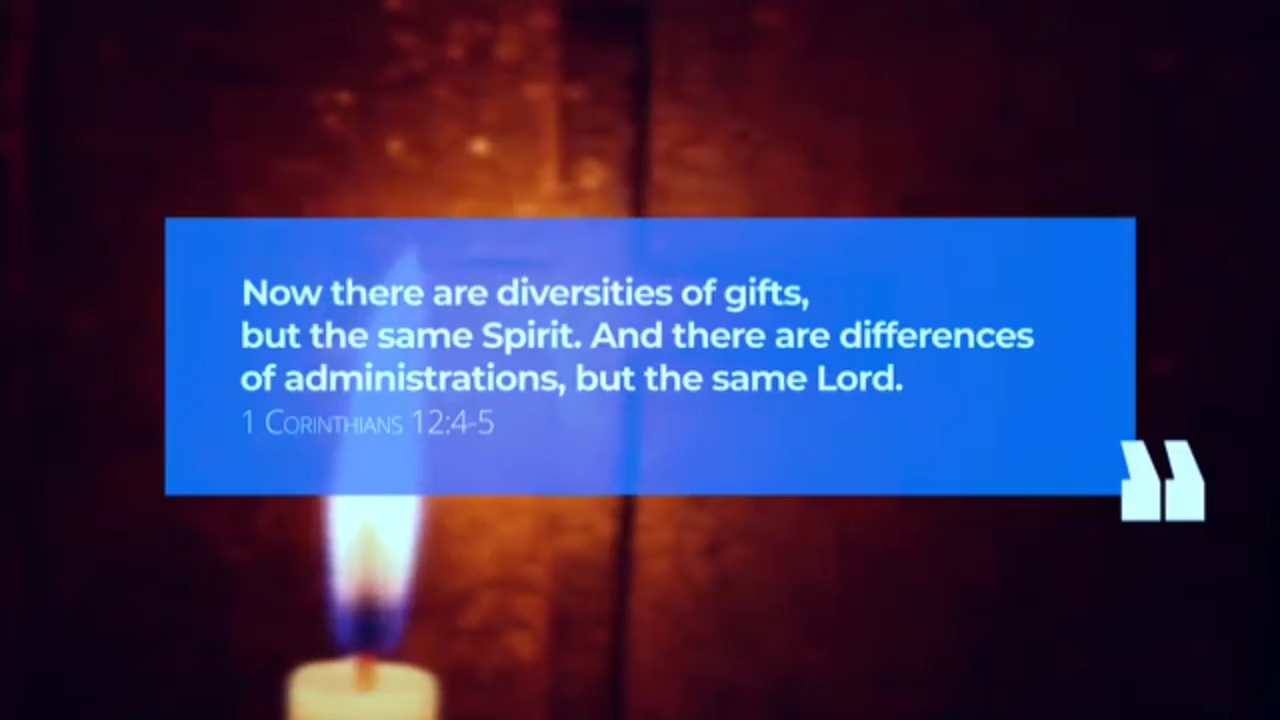 Now there are diversities of gifts,
but the same Spirit. And there are differences
of administrations, but the same Lord.
1 Corinthians 12:4-5